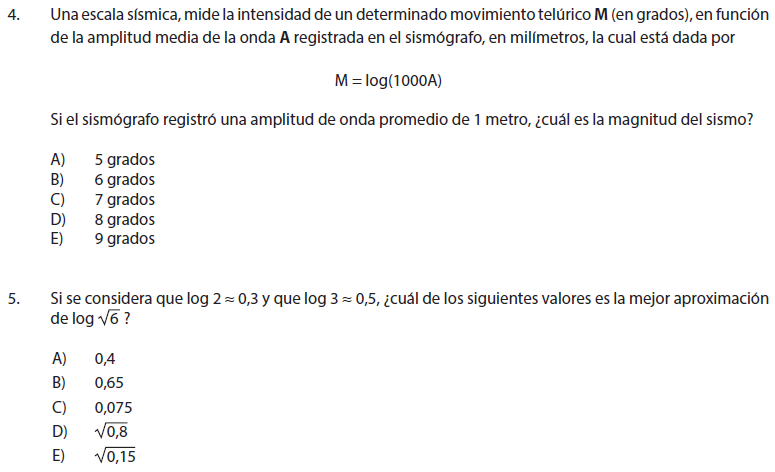 4. Una escala sísmica, mide la intensidad de un determinado movimiento telúrico M (en grados), en función
de la amplitud media de la onda A registrada en el sismógrafo, en milímetros, la cual está dada por
M = log(1000A)
Si el sismógrafo registró una amplitud de onda promedio de 1 metro, ¿cuál es la magnitud del sismo?
A) 5 grados
B) 6 grados
C) 7 grados
D) 8 grados
E) 9 grados
5. Si se considera que log 2 ≈ 0,3 y que log 3 ≈ 0,5, ¿cuál de los siguientes valores es la mejor aproximación
de log √6 ?
A) 0,4
B) 0,65
C) 0,075
D) √0,8
E) √0,15